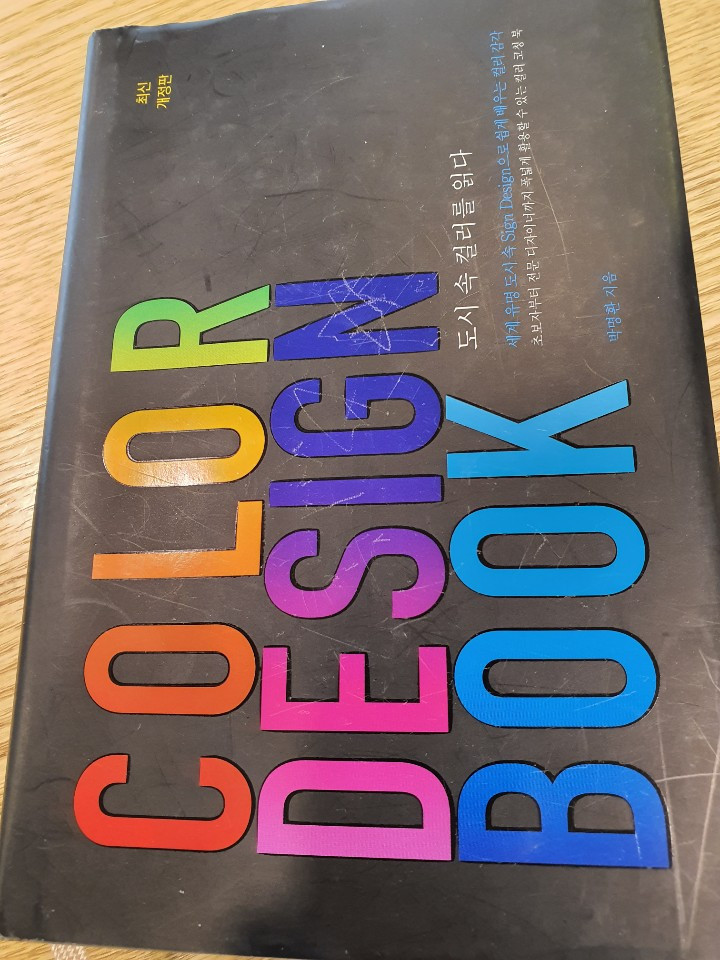 최신
개정판
COLOR
DESIGN
BOOK
도시 속 컬러를 읽다
세계 유명 도시 속 Sign Design으로 쉽게 배우는 컬러 감각
초보자부터 전문 디자이너까지 폭넓게 활용할 수 있는 컬러 코칭 북
박명환 지음